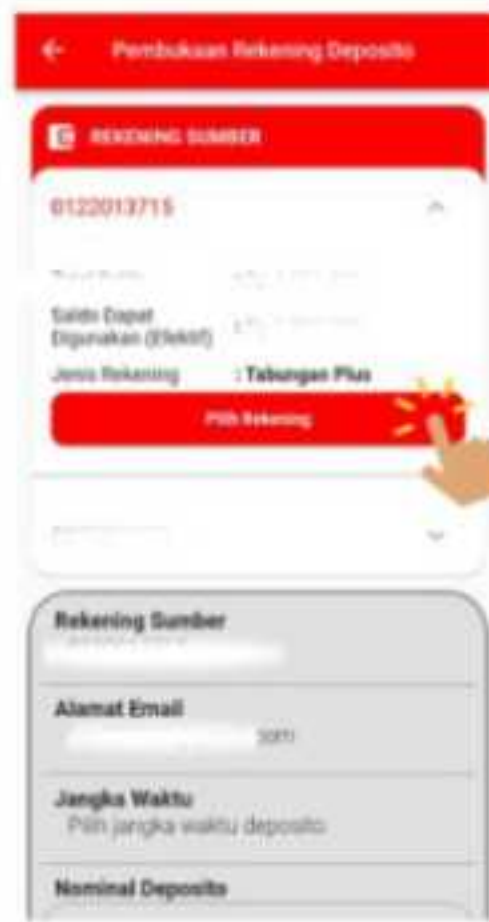 Pembukaan Rekening Deposito
REKENING SUMBER
0122013715
Saldo Dapat
Digunakan (Efektif) :
Jenis Rekening : Tabungan Plus
Pilih Rekening
Rekening Sumber
Alamat Email
com
Jangka Waktu
Pilih jangka waktu deposito
Nominal Deposito